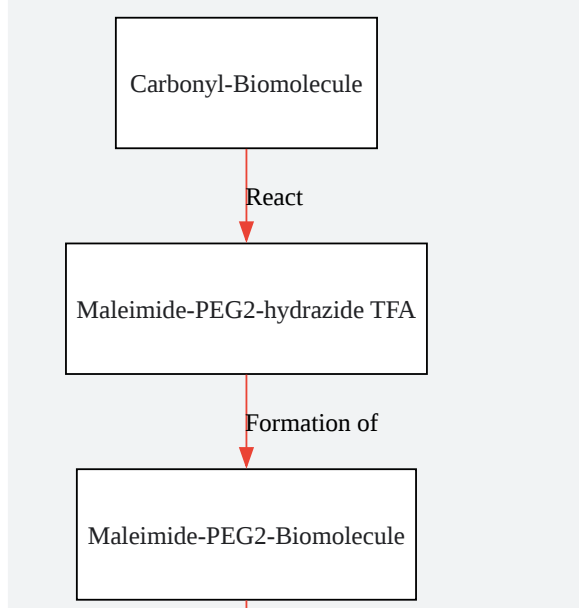 Carbonyl-Biomolecule
React
Maleimide-PEG2-hydrazide TFA
Formation of
Maleimide-PEG2-Biomolecule